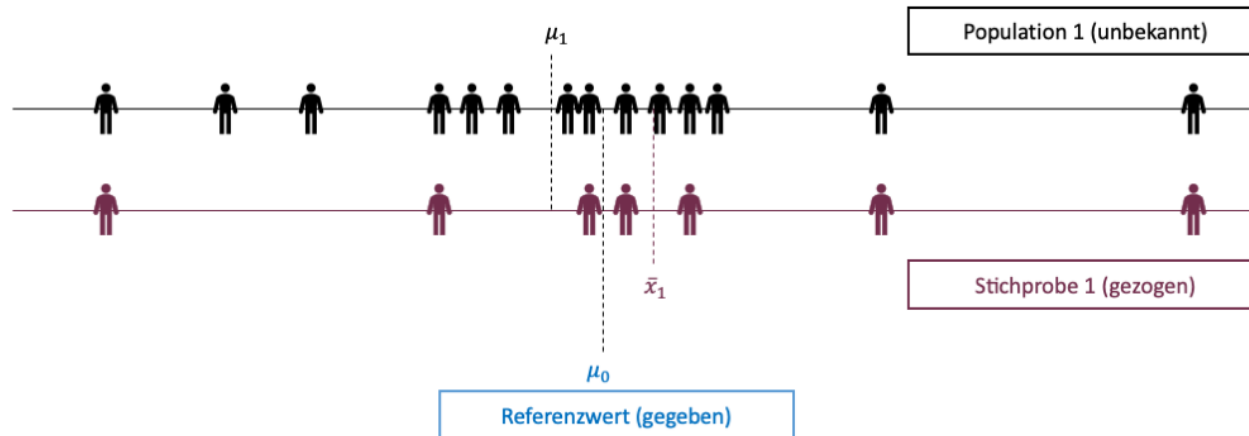 μ₁
Population 1 (unbekannt)
x̄₁
Stichprobe 1 (gezogen)
μ₀
Referenzwert (gegeben)